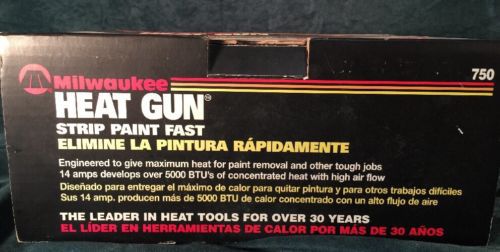 750
Milwaukee
HEAT GUN
STRIP PAINT FAST
ELIMINE LA PINTURA RÁPIDAMENTE
Engineered to give maximum heat for paint removal and other tough jobs
14 amps develops over 5000 BTU's of concentrated heat with high air flow
Diseñado para entregar el máximo de calor para quitar pintura y para otros trabajos difíciles
Sus 14 amp. producen más de 5000 BTU de calor concentrado con un alto flujo de aire
THE LEADER IN HEAT TOOLS FOR OVER 30 YEARS
EL LÍDER EN HERRAMIENTAS DE CALOR POR MÁS DE 30 AÑOS